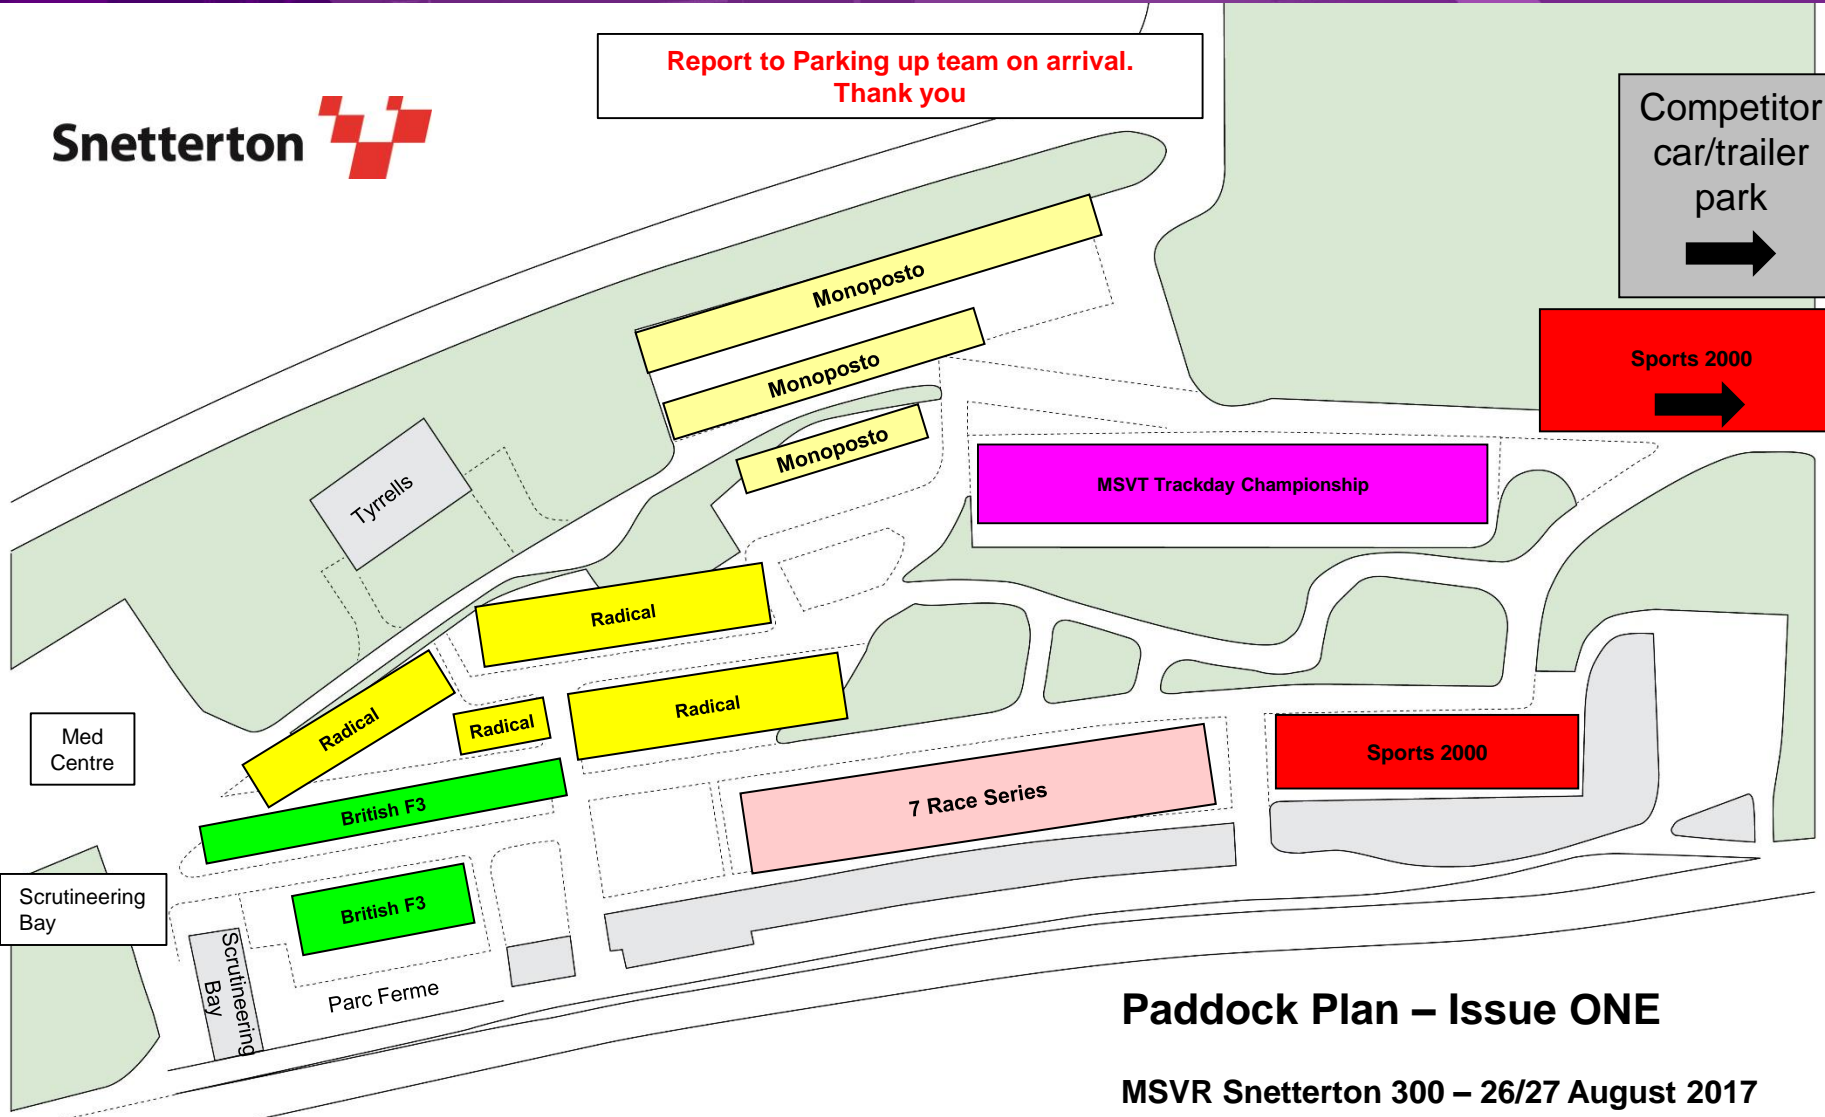 Report to Parking up team on arrival.
Thank you
Snetterton
Competitor
car/trailer
park
Monoposto
Sports 2000
Monoposto
Monoposto
MSVT Trackday Championship
Tyrrells
Radical
Radical
Radical
Radical
Med
Centre
Sports 2000
7 Race Series
British F3
British F3
Scrutineering
Bay
Scrutineering
Bay
Parc Ferme
Paddock Plan – Issue ONE
MSVR Snetterton 300 – 26/27 August 2017